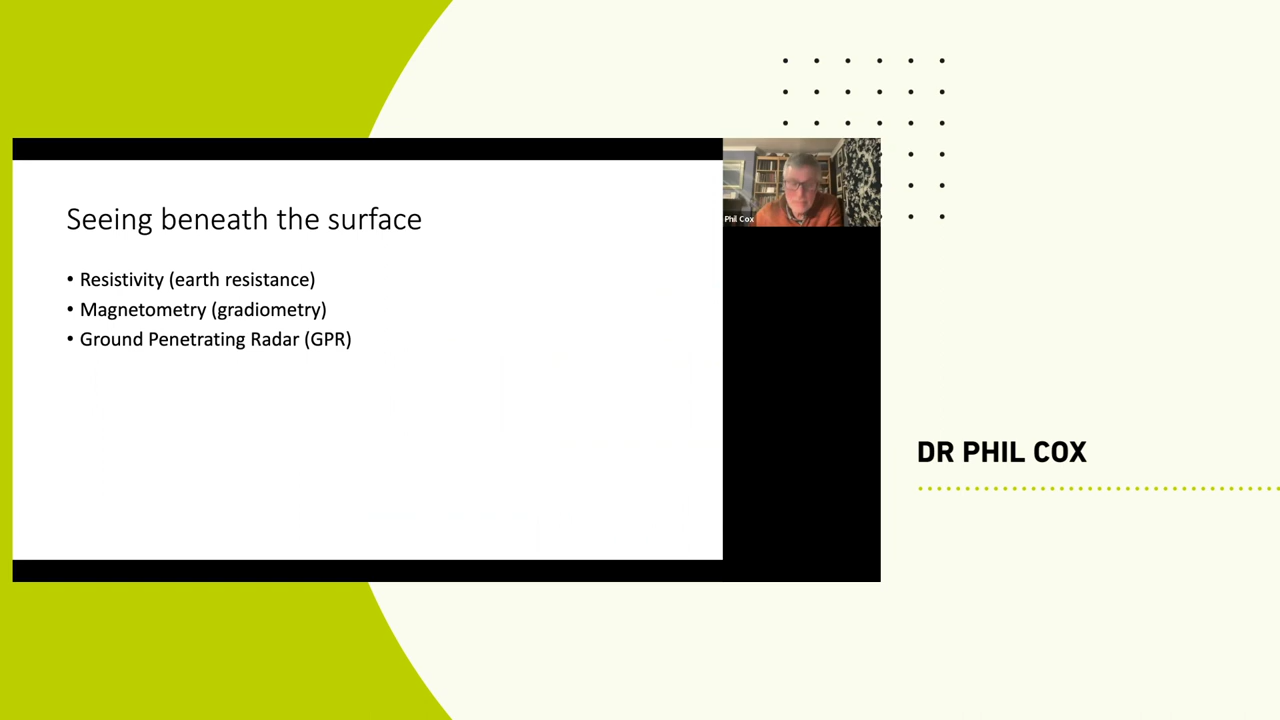 Seeing beneath the surface
• Resistivity (earth resistance)
• Magnetometry (gradiometry)
• Ground Penetrating Radar (GPR)
Phil Cox
DR PHIL COX